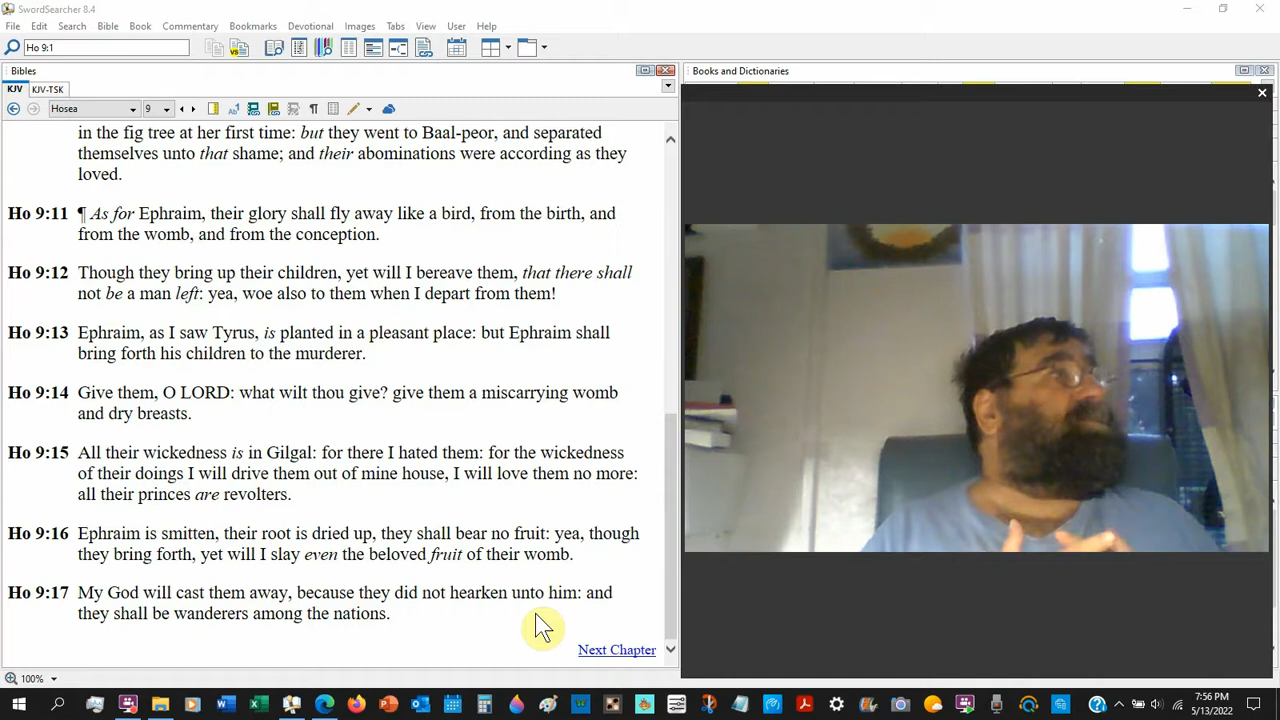 SwordSearcher 8.4
File Edit Search Bible Book Commentary Bookmarks Devotional Images Tabs View User Help
Ho 9:1
Bibles
Books and Dictionaries
KJV KJV-TSK
Hosea 9
in the fig tree at her first time: but they went to Baal-peor, and separated
themselves unto that shame; and their abominations were according as they
loved.
Ho 9:11 ¶ As for Ephraim, their glory shall fly away like a bird, from the birth, and
from the womb, and from the conception.
Ho 9:12 Though they bring up their children, yet will I bereave them, that there shall
not be a man left: yea, woe also to them when I depart from them!
Ho 9:13 Ephraim, as I saw Tyrus, is planted in a pleasant place: but Ephraim shall
bring forth his children to the murderer.
Ho 9:14 Give them, O LORD: what wilt thou give? give them a miscarrying womb
and dry breasts.
Ho 9:15 All their wickedness is in Gilgal: for there I hated them: for the wickedness
of their doings I will drive them out of mine house, I will love them no more:
all their princes are revolters.
Ho 9:16 Ephraim is smitten, their root is dried up, they shall bear no fruit: yea, though
they bring forth, yet will I slay even the beloved fruit of their womb.
Ho 9:17 My God will cast them away, because they did not hearken unto him: and
they shall be wanderers among the nations.
Next Chapter
100%
7:56 PM
5/13/2022